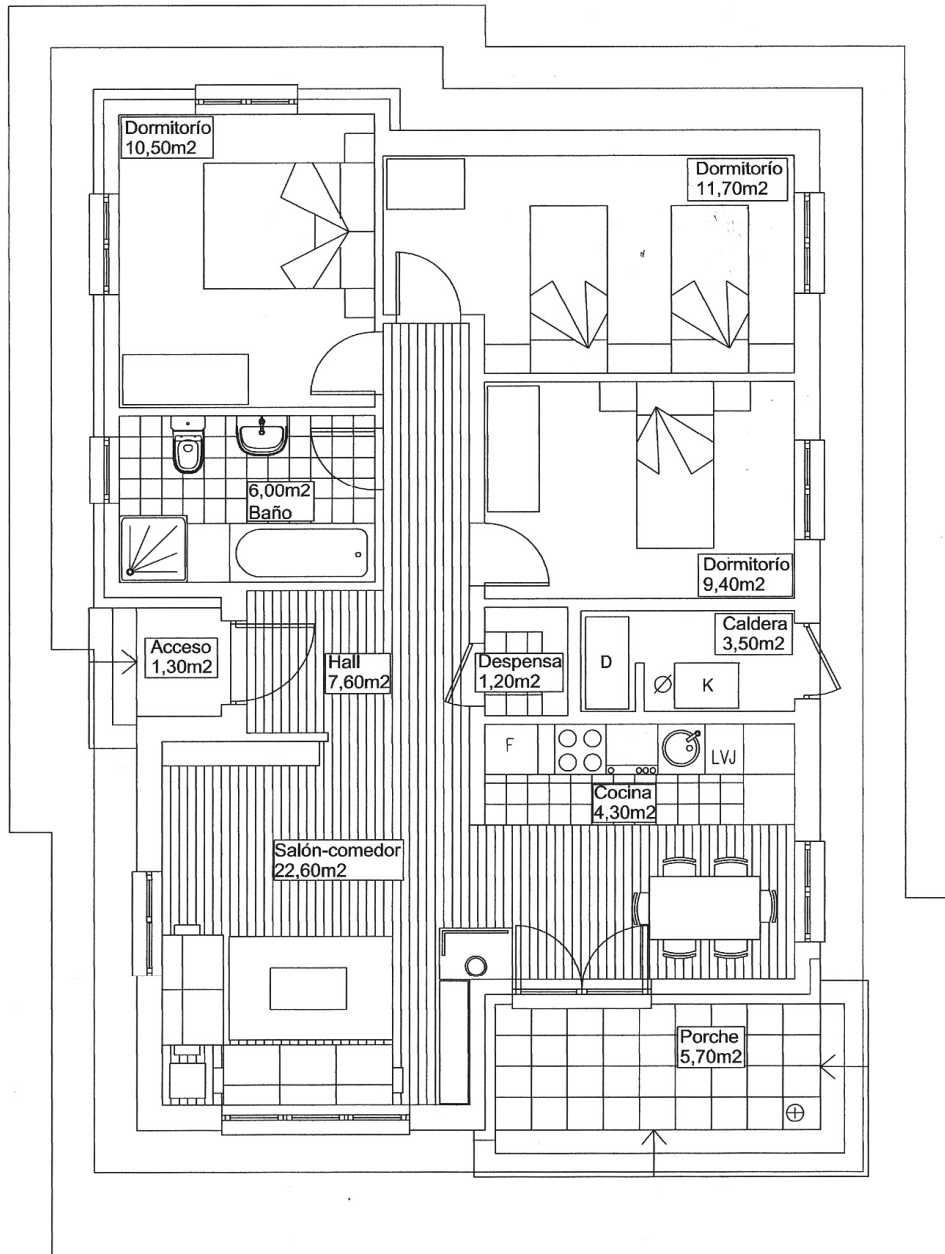 Dormitorío
10,50m2
Dormitorío
11,70m2
6,00m2
Baño
Dormitorío
9,40m2
Acceso
1,30m2
Hall
7,60m2
Despensa
1,20m2
Caldera
3,50m2
D
K
F
LVJ
Cocina
4,30m2
Salón-comedor
22,60m2
Porche
5,70m2